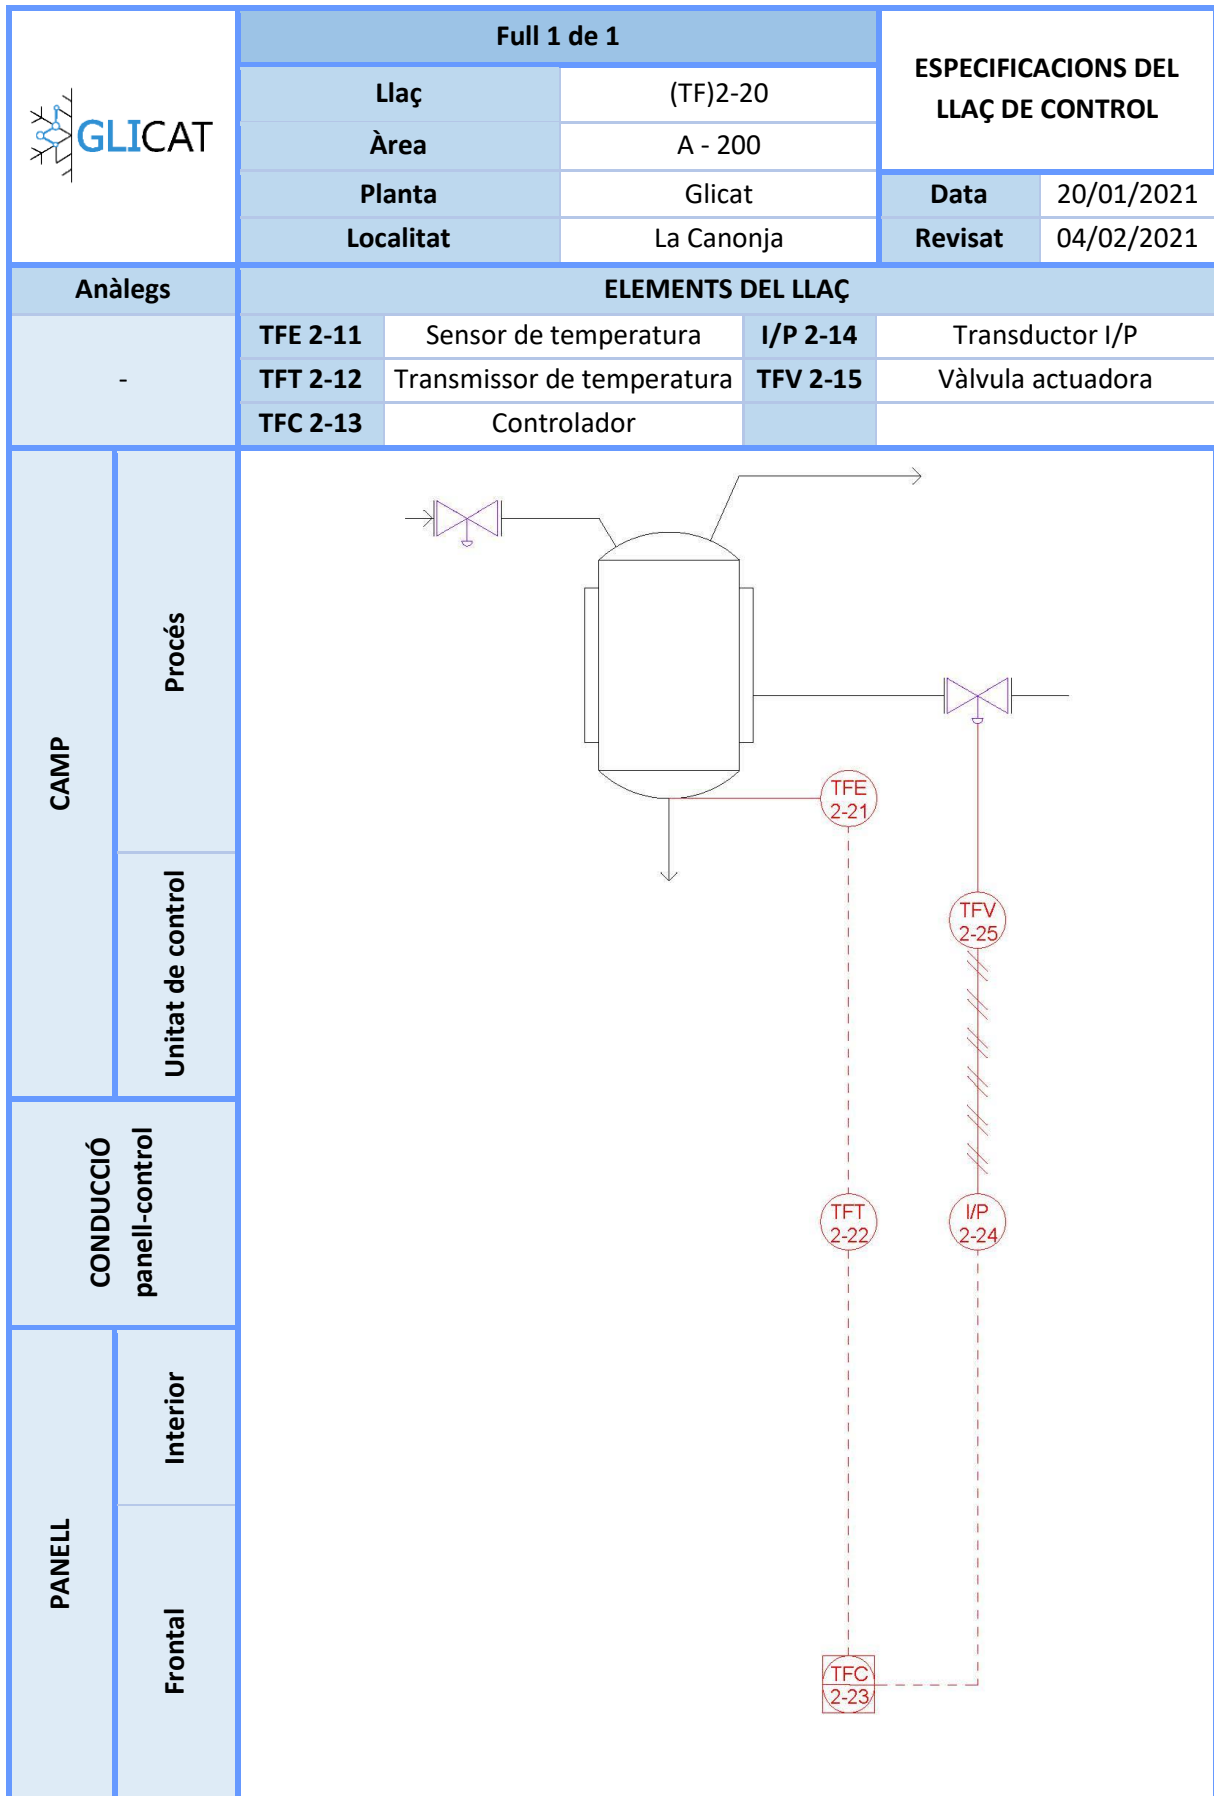 GLICAT
Full 1 de 1
ESPECIFICACIONS DEL
LLAÇ DE CONTROL
Llaç (TF)2-20
Àrea A - 200
Planta Glicat Data 20/01/2021
Localitat La Canonja Revisat 04/02/2021
Anàlegs ELEMENTS DEL LLAÇ
TFE 2-11 Sensor de temperatura I/P 2-14 Transductor I/P
- TFT 2-12 Transmissor de temperatura TFV 2-15 Vàlvula actuadora
TFC 2-13 Controlador
CAMP
Procés
Unitat de control
CONDUCCIÓ
panell-control
PANELL
Interior
Frontal
TFE
2-21
TFV
2-25
TFT
2-22
I/P
2-24
TFC
2-23